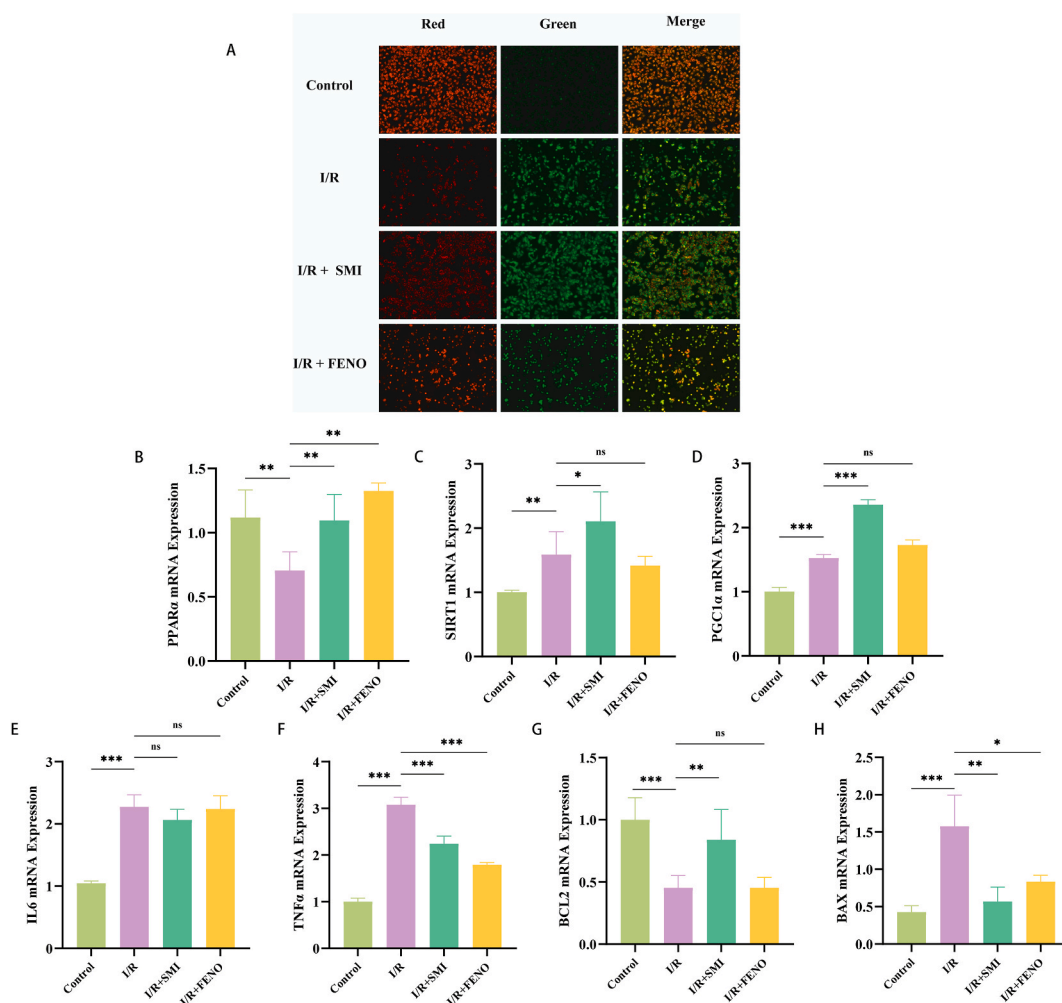 Red Green Merge
A
Control
I/R
I/R + SMI
I/R + FENO
B
PPARα mRNA Expression
1.5
1.0
0.5
0.0
**
**
**
Control
I/R
I/R+SMI
I/R+FENO
C
SIRT1 mRNA Expression
3
2
1
0
ns
*
**
Control
I/R
I/R+SMI
I/R+FENO
D
PGC1α mRNA Expression
3
2
1
0
ns
***
***
Control
I/R
I/R+SMI
I/R+FENO
E
IL6 mRNA Expression
3
2
1
0
ns
ns
***
Control
I/R
I/R+SMI
I/R+FENO
F
TNFα mRNA Expression
4
3
2
1
0
***
***
***
Control
I/R
I/R+SMI
I/R+FENO
G
BCL2 mRNA Expression
1.5
1.0
0.5
0.0
ns
**
***
Control
I/R
I/R+SMI
I/R+FENO
H
BAX mRNA Expression
2.5
2.0
1.5
1.0
0.5
0.0
*
**
***
Control
I/R
I/R+SMI
I/R+FENO